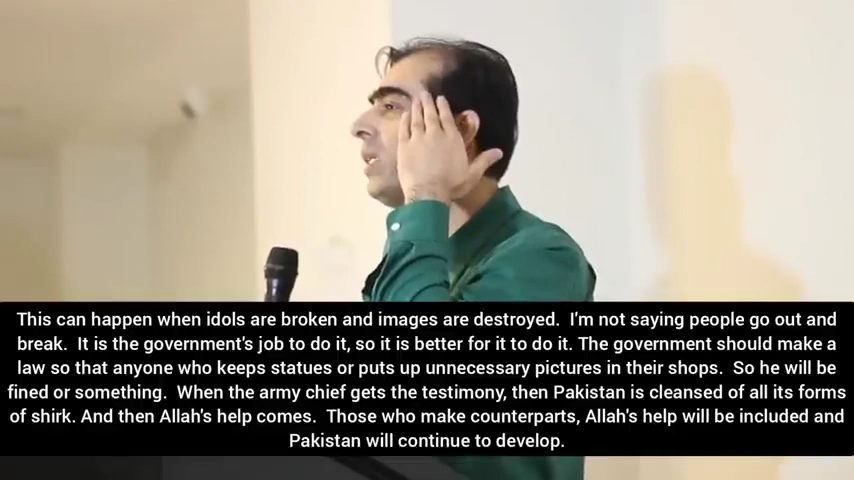 This can happen when idols are broken and images are destroyed.  I'm not saying people go out and
break.  It is the government's job to do it, so it is better for it to do it. The government should make a
law so that anyone who keeps statues or puts up unnecessary pictures in their shops.  So he will be
fined or something.  When the army chief gets the testimony, then Pakistan is cleansed of all its forms
of shirk. And then Allah's help comes.  Those who make counterparts, Allah's help will be included and
Pakistan will continue to develop.